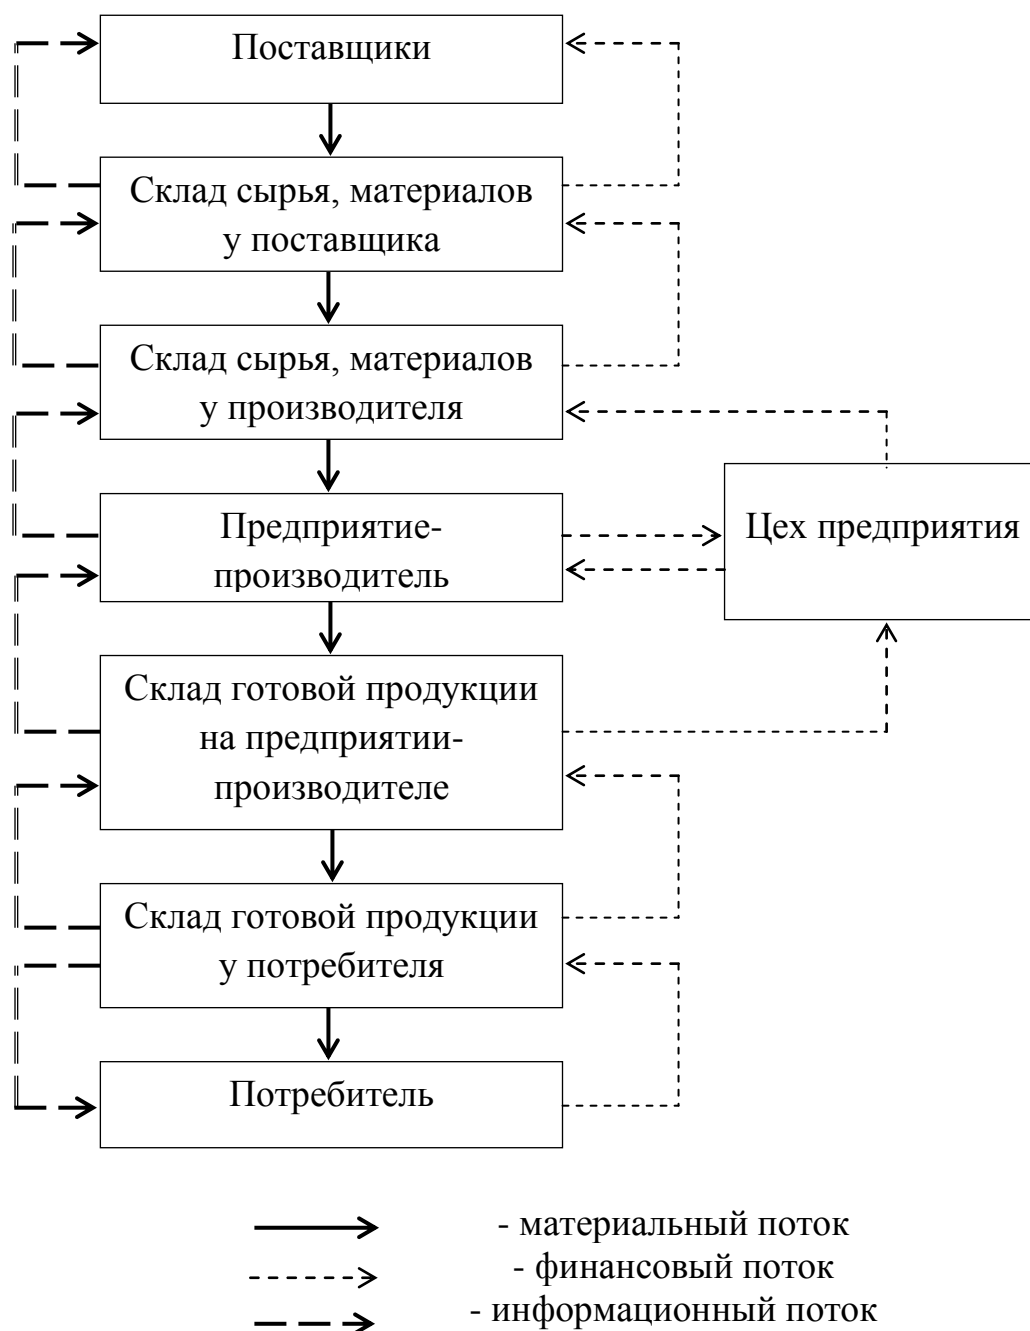 Поставщики
Склад сырья, материалов
у поставщика
Склад сырья, материалов
у производителя
Предприятие-
производитель
Цех предприятия
Склад готовой продукции
на предприятии-
производителе
Склад готовой продукции
у потребителя
Потребитель
- материальный поток
- финансовый поток
- информационный поток